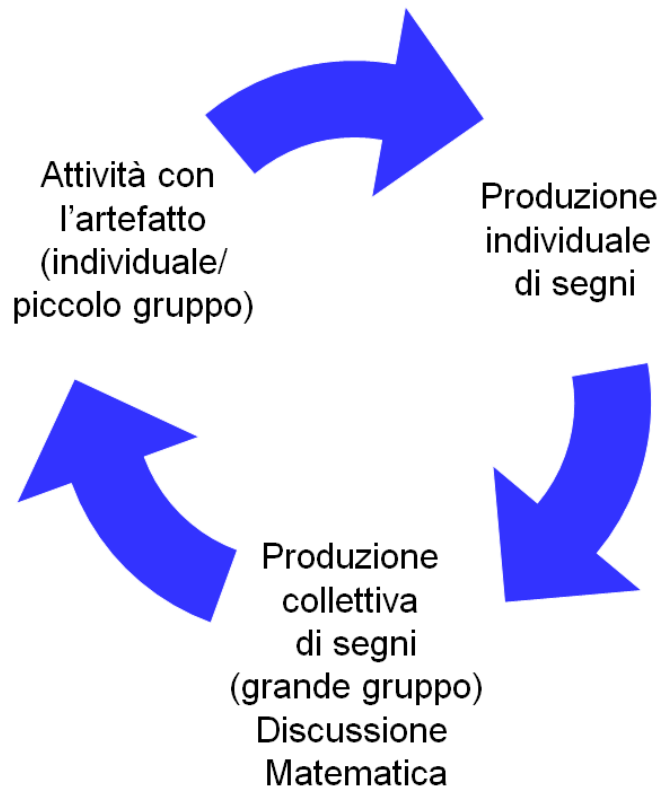 Attività con
l'artefatto
(individuale/
piccolo gruppo)
Produzione
individuale
di segni
Produzione
collettiva
di segni
(grande gruppo)
Discussione
Matematica